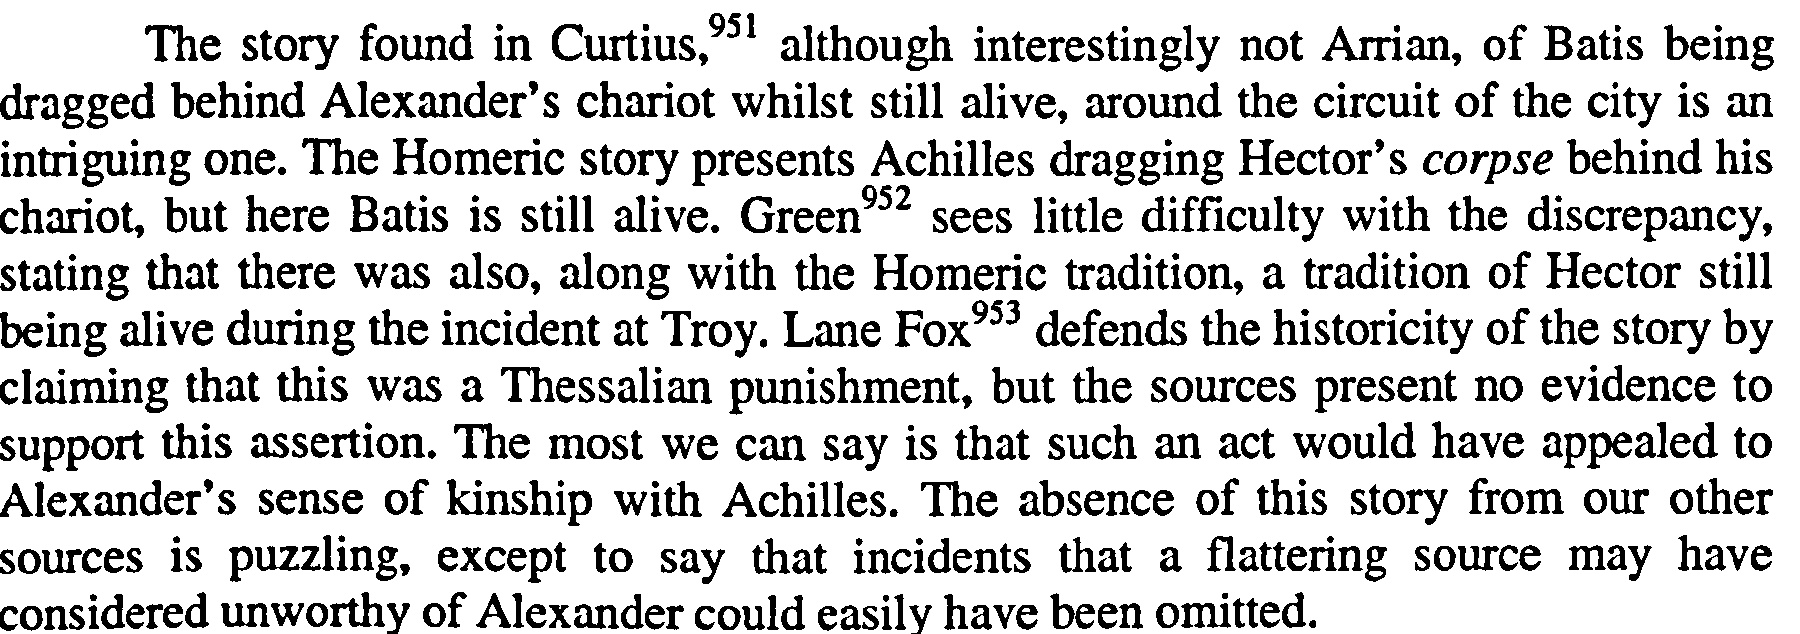 The story found in Curtius,951 although interestingly not Arrian, of Batis being
dragged behind Alexander's chariot whilst still alive, around the circuit of the city is an
intriguing one. The Homeric story presents Achilles dragging Hector's corpse behind his
chariot, but here Batis is still alive. Green952 sees little difficulty with the discrepancy,
stating that there was also, along with the Homeric tradition, a tradition of Hector still
being alive during the incident at Troy. Lane Fox953 defends the historicity of the story by
claiming that this was a Thessalian punishment, but the sources present no evidence to
support this assertion. The most we can say is that such an act would have appealed to
Alexander's sense of kinship with Achilles. The absence of this story from our other
sources is puzzling, except to say that incidents that a flattering source may have
considered unworthy of Alexander could easily have been omitted.